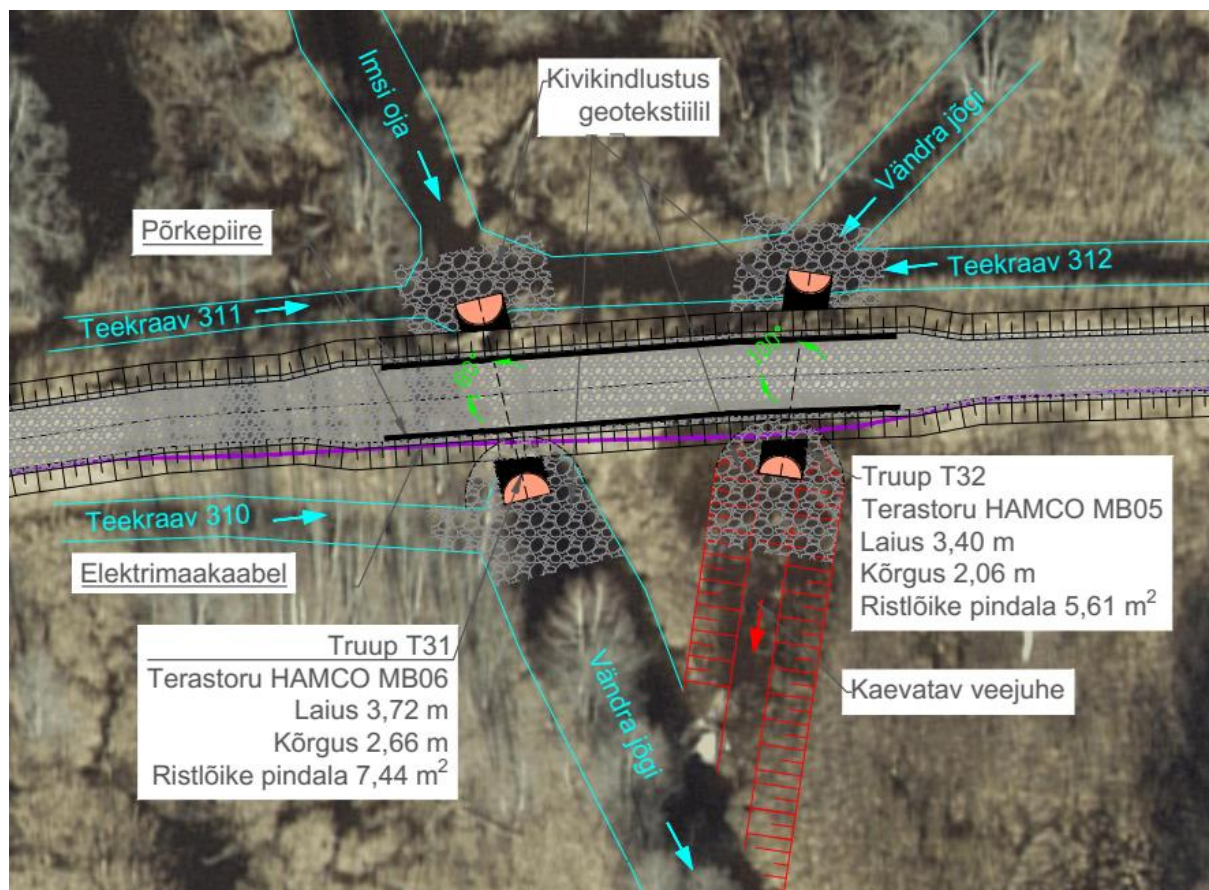 Imsi oja
Kivikindlustus
geotekstiilil
Vändra jõgi
Põrkepiire
Teekraav 312
Teekraav 311
100°
Truup T32
Terastoru HAMCO MB05
Laius 3,40 m
Kõrgus 2,06 m
Ristlõike pindala 5,61 m²
Teekraav 310
Elektrimaakaabel
Truup T31
Terastoru HAMCO MB06
Laius 3,72 m
Kõrgus 2,66 m
Ristlõike pindala 7,44 m²
Vändra jõgi
Kaevatav veejuhe